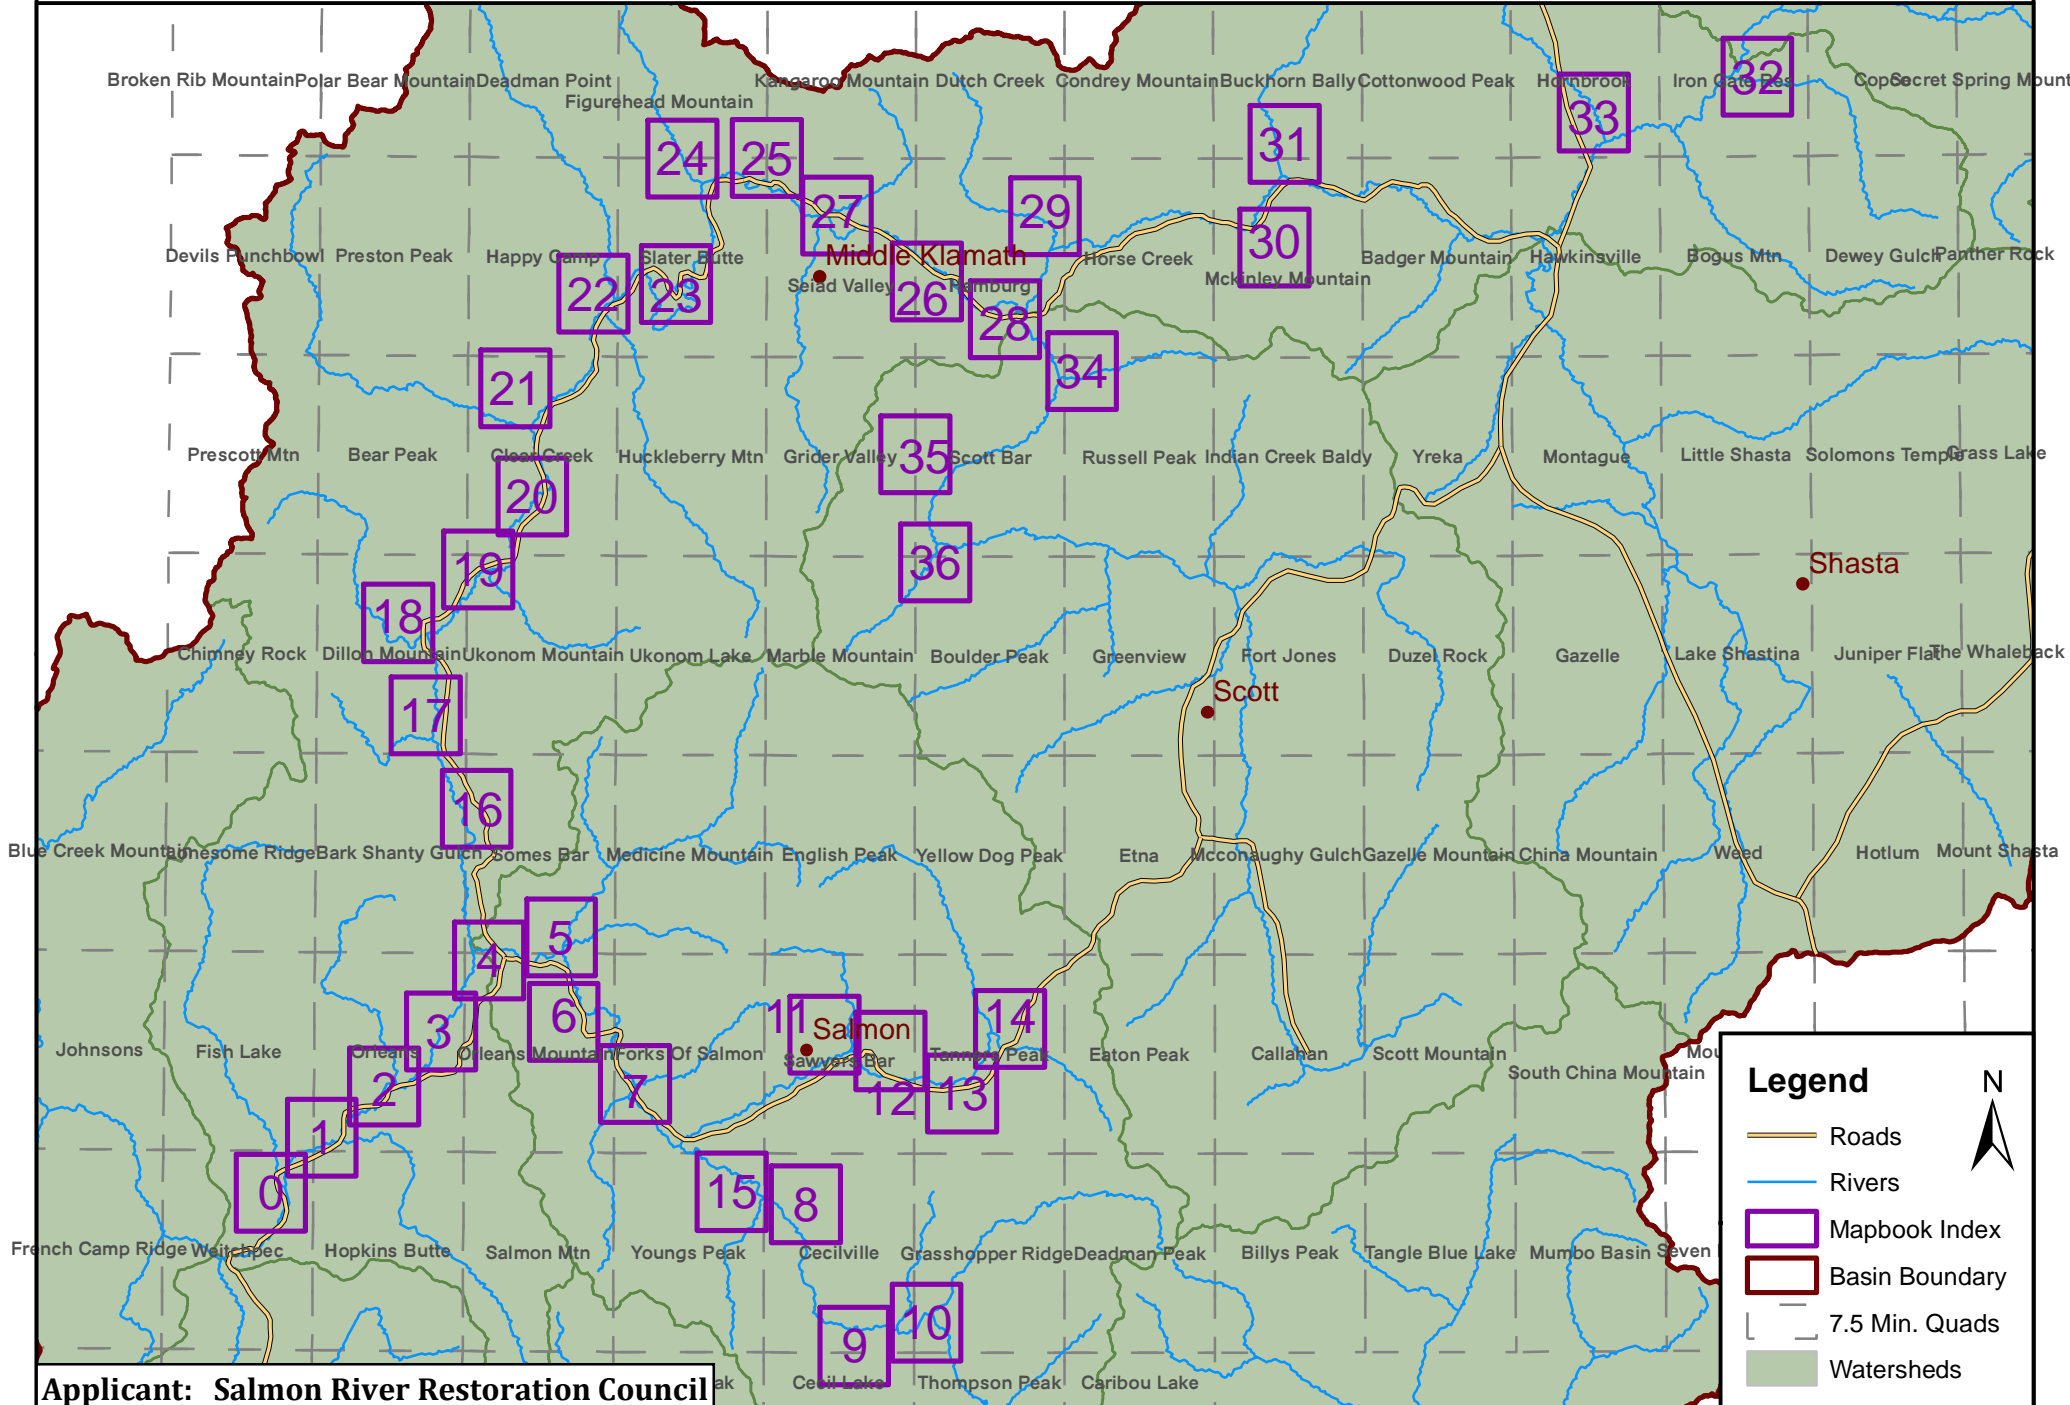 Broken Rib Mountain Polar Bear Mountain Deadman Point Kangaroo Mountain Dutch Creek Condrey Mountain Buckhorn Bally Cottonwood Peak Hornbrook Iron Gate Res Copco Secret Spring Mount
Figurehead Mountain
32
33
31
24 25
27 29
30
Devils Punchbowl Preston Peak Happy Camp Slater Butte Middle Klamath Horse Creek Badger Mountain Hawkinsville Bogus Mtn Dewey Gulch Panther Rock
Mckinley Mountain
Seiad Valley Hamburg
22 23 26
28
34
21
Prescott Mtn Bear Peak Clear Creek Huckleberry Mtn Grider Valley 35 Scott Bar Russell Peak Indian Creek Baldy Yreka Montague Little Shasta Solomons Temple Grass Lake
20
19 36 Shasta
18
Chimney Rock Dillon Mountain Ukonom Mountain Ukonom Lake Marble Mountain Boulder Peak Greenview Fort Jones Duzel Rock Gazelle Lake Shastina Juniper Flat The Whaleback
Scott
17
16
Blue Creek Mountain Lonesome Ridge Bark Shanty Gulch Somes Bar Medicine Mountain English Peak Yellow Dog Peak Etna Mcconaughy Gulch Gazelle Mountain China Mountain Weed Hotlum Mount Shasta
5
4
6 11 14
3 Salmon
Johnsons Fish Lake Orleans Orleans Mountain Forks Of Salmon Sawyers Bar Tanners Peak Eaton Peak Callahan Scott Mountain Mou
South China Mountain
2 7 12 13
1
0 15 8
French Camp Ridge Weitchpec Hopkins Butte Salmon Mtn Youngs Peak Cecilville Grasshopper Ridge Deadman Peak Billys Peak Tangle Blue Lake Mumbo Basin Seven
10
9
ak Cecil Lake Thompson Peak Caribou Lake
Legend
N
Roads
Rivers
Mapbook Index
Basin Boundary
7.5 Min. Quads
Watersheds
Applicant: Salmon River Restoration Council